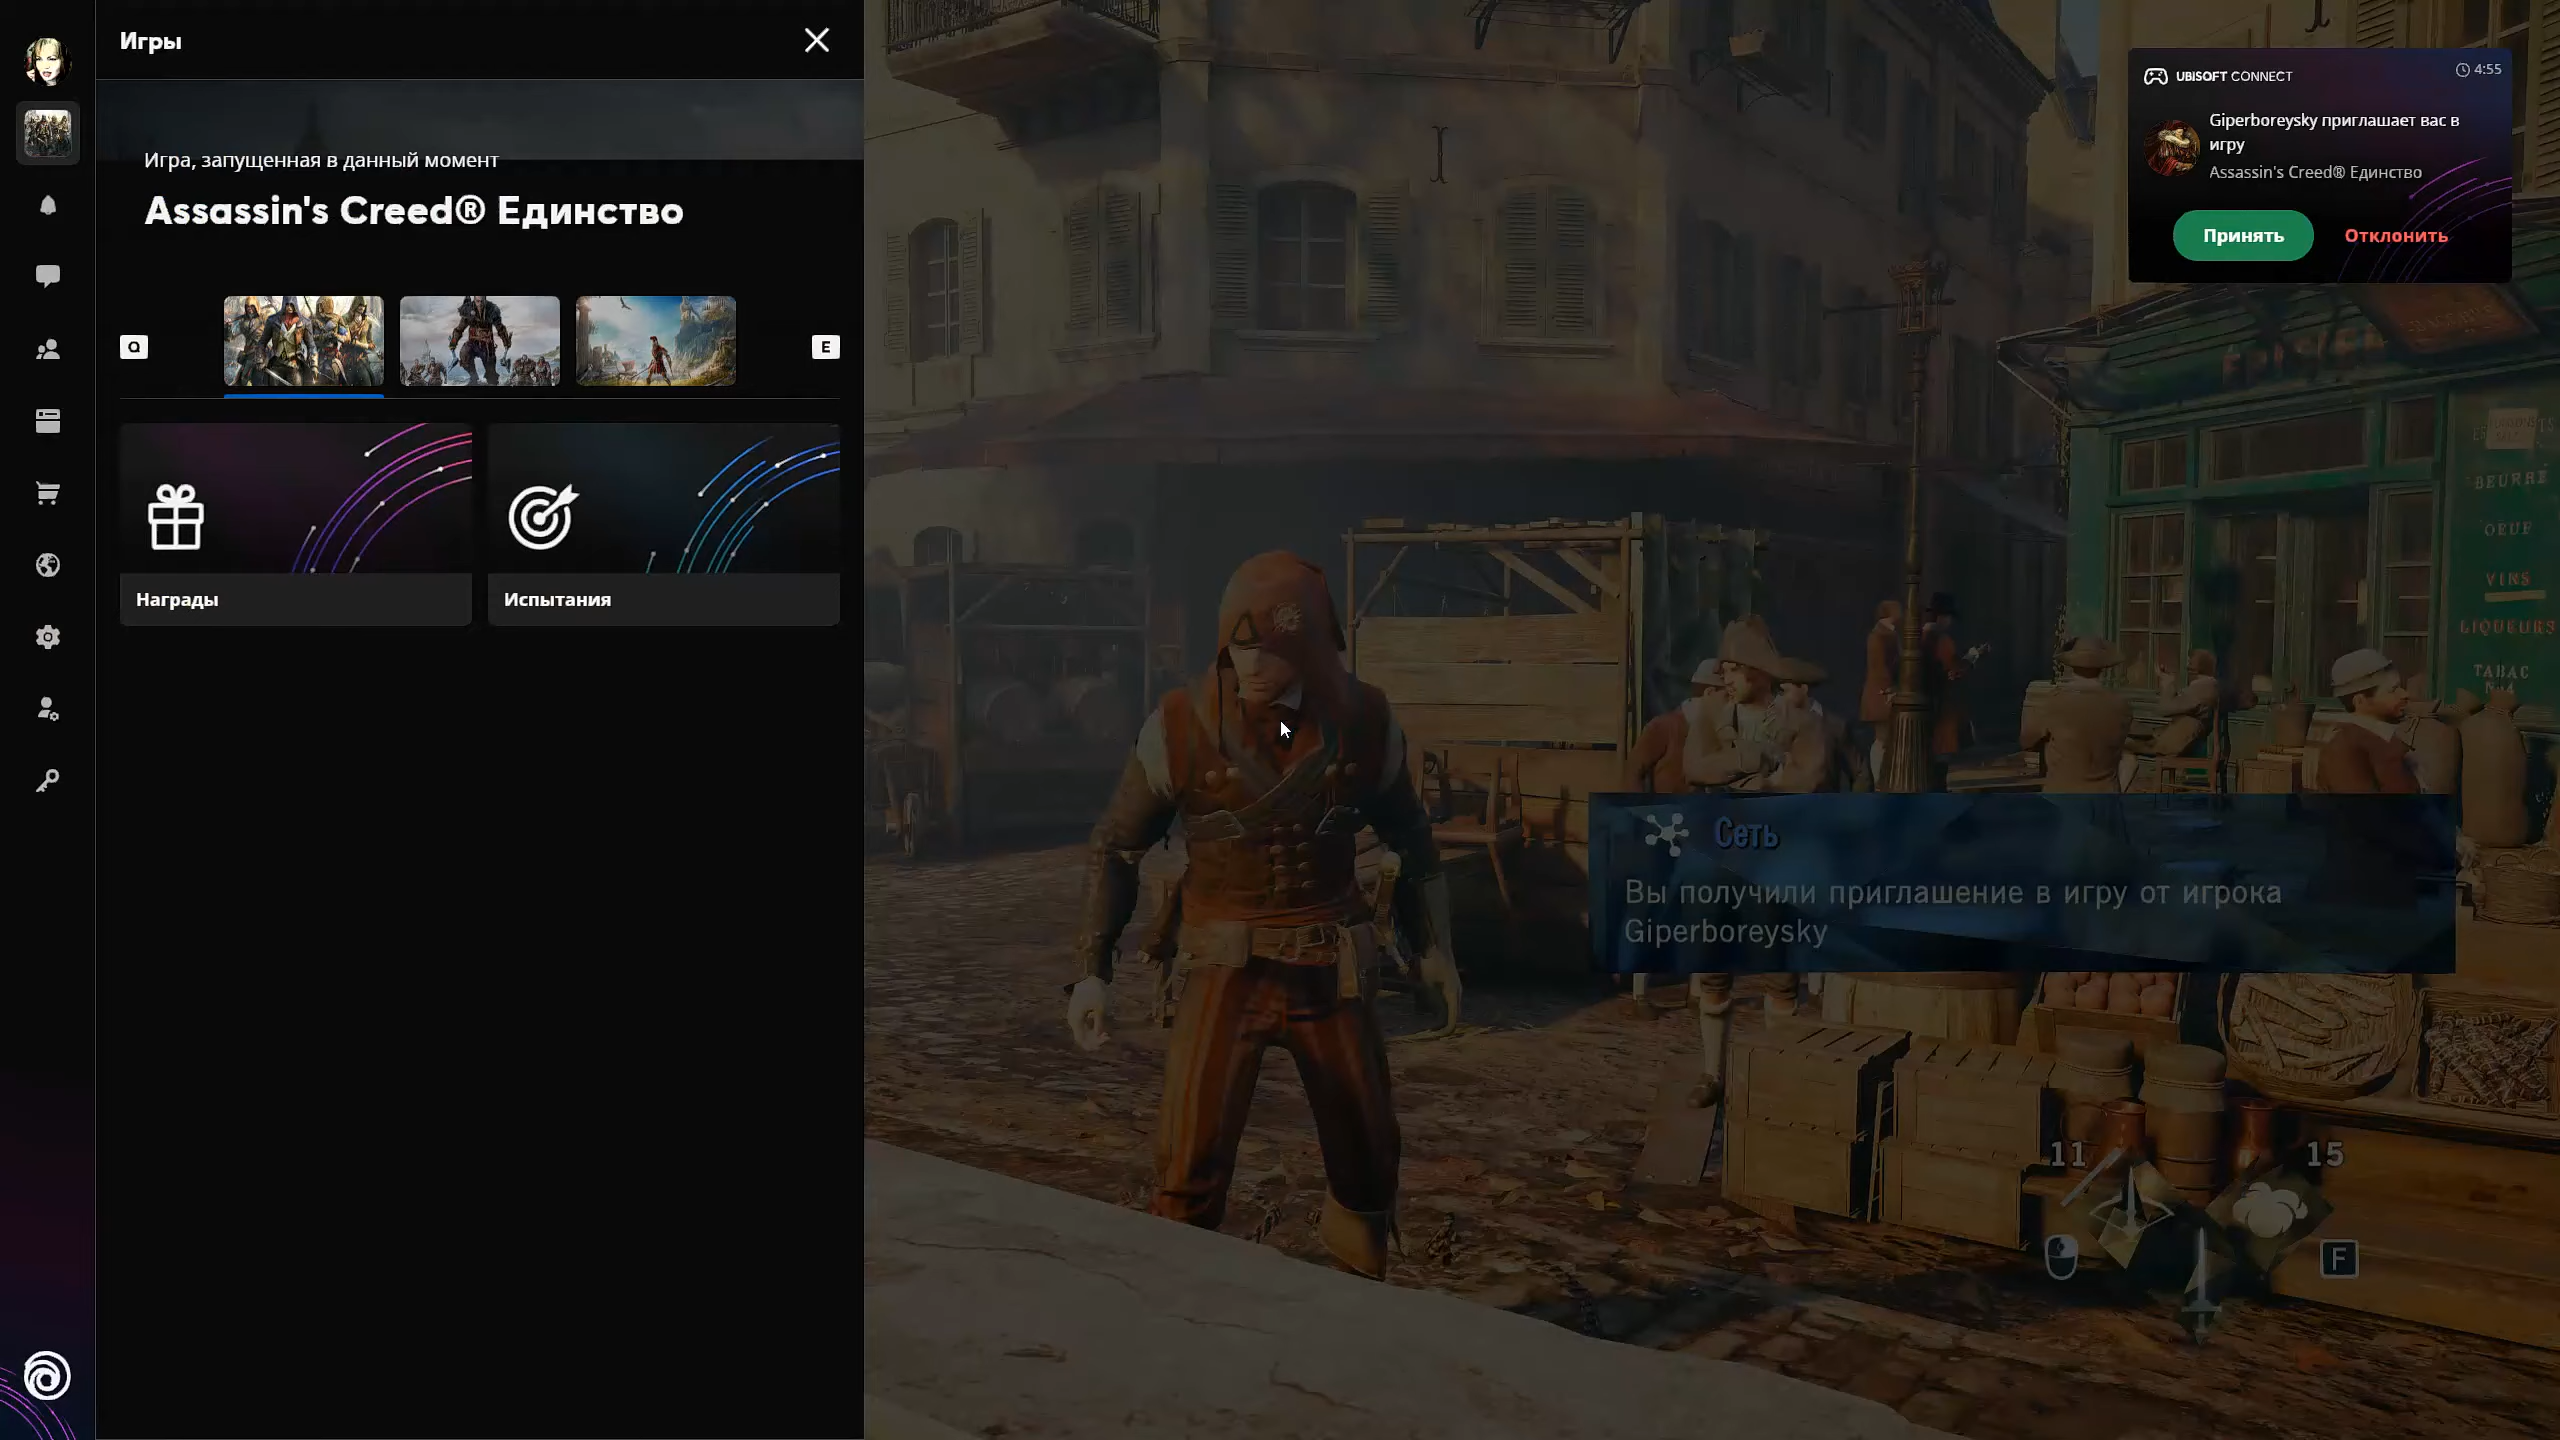 Игры
Игра, запущенная в данный момент
Assassin's Creed® Единство
Q
E
Награды
Испытания
UBISOFT CONNECT
4:55
Giperboreysky приглашает вас в
игру
Assassin's Creed® Единство
Принять
Отклонить
BEURRE
OEUF
VINS
LIQUEURS
TABAC
Сеть
Вы получили приглашение в игру от игрока
Giperboreysky
11
15
F